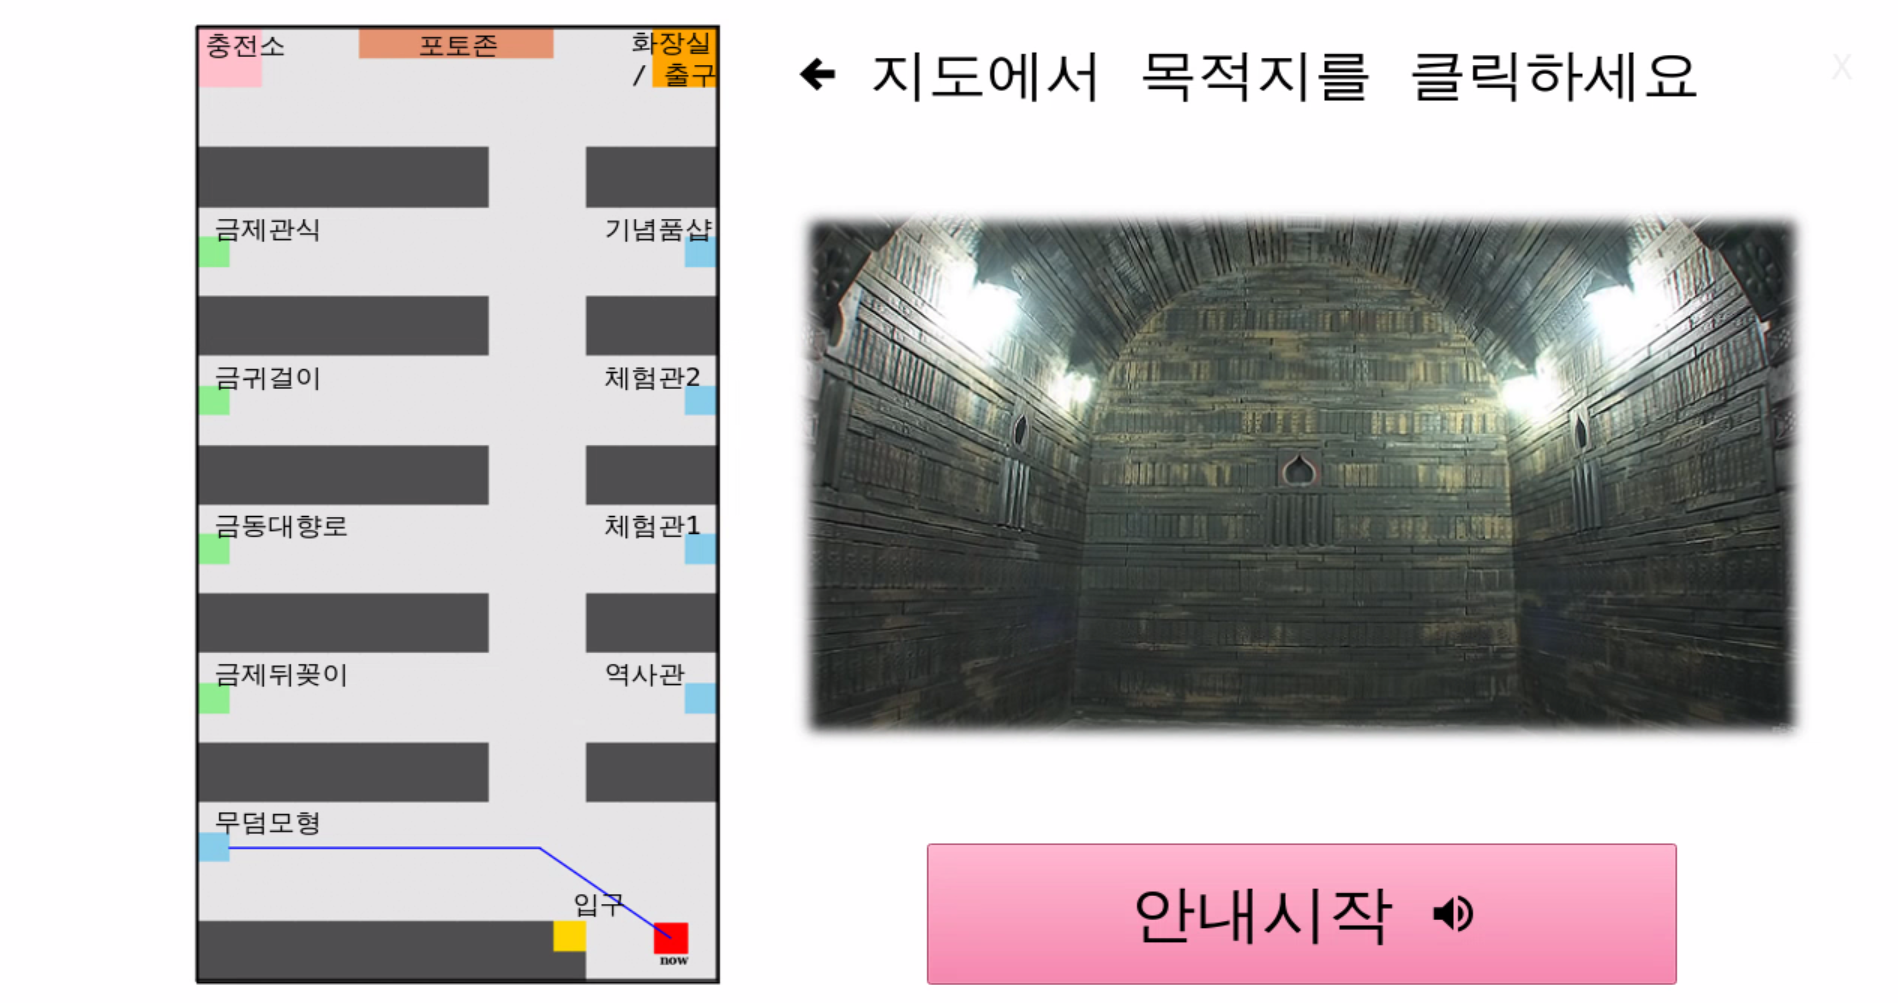 충전소
포토존
화장실
/ 출구
금제관식
기념품샵
금귀걸이
체험관2
금동대향로
체험관1
금제뒤꽂이
역사관
무덤모형
입구
now
← 지도에서 목적지를 클릭하세요
X
안내시작